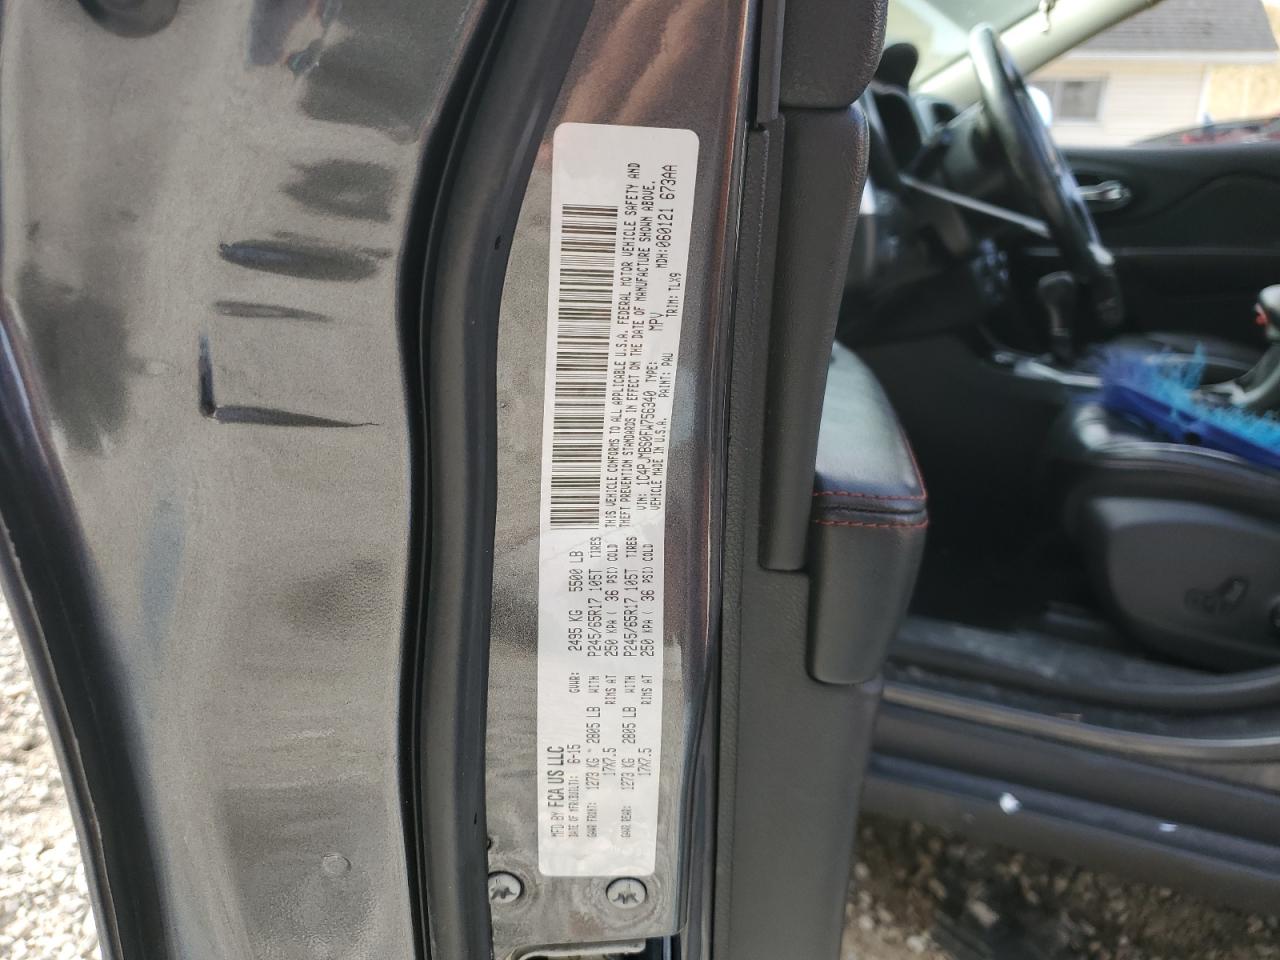 MFD BY FCA US LLC
DATE OF MFR(BUILT): 6-15 GVWR: 2495 KG 5500 LB
GAWR FRONT: 1273 KG 2805 LB WITH P245/65R17 105T TIRES
17X7.5 RIMS AT 250 KPA ( 36 PSI) COLD
GAWR REAR: 1273 KG 2805 LB WITH P245/65R17 105T TIRES
17X7.5 RIMS AT 250 KPA ( 36 PSI) COLD
THIS VEHICLE CONFORMS TO ALL APPLICABLE U.S.A. FEDERAL MOTOR VEHICLE SAFETY AND
THEFT PREVENTION STANDARDS IN EFFECT ON THE DATE OF MANUFACTURE SHOWN ABOVE.
VIN: 1C4PJMBS0FW756340 TYPE: MPV MDH:060121 673AA
VEHICLE MADE IN U.S.A. PAINT: PAU TRIM: TLX9